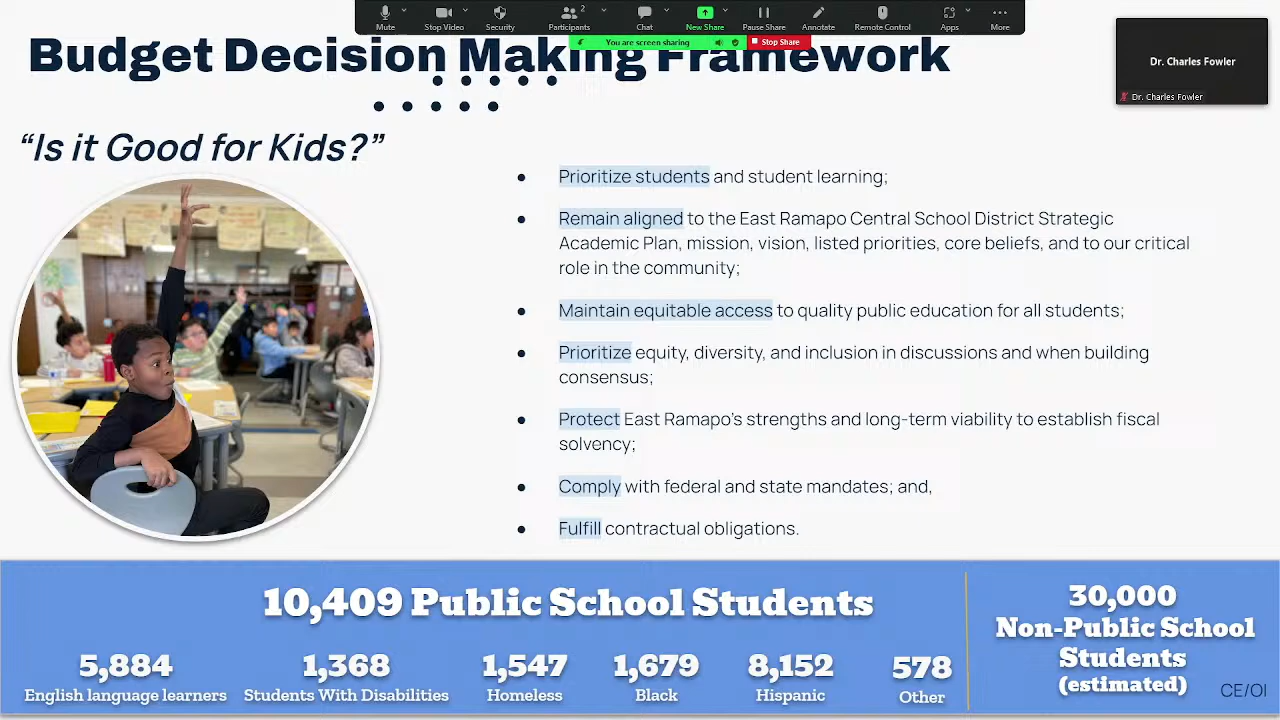 Mute
Stop Video
Security
Participants
2
Chat
New Share
Pause Share
Annotate
Remote Control
Apps
More
You are screen sharing
Stop Share
Budget Decision Making Framework
Dr. Charles Fowler
Dr. Charles Fowler
“Is it Good for Kids?”
Prioritize students and student learning;
Remain aligned to the East Ramapo Central School District Strategic
Academic Plan, mission, vision, listed priorities, core beliefs, and to our critical
role in the community;
Maintain equitable access to quality public education for all students;
Prioritize equity, diversity, and inclusion in discussions and when building
consensus;
Protect East Ramapo’s strengths and long-term viability to establish fiscal
solvency;
Comply with federal and state mandates; and,
Fulfill contractual obligations.
10,409 Public School Students
5,884
English language learners
1,368
Students With Disabilities
1,547
Homeless
1,679
Black
8,152
Hispanic
578
Other
30,000
Non-Public School
Students
(estimated)
CE/OI